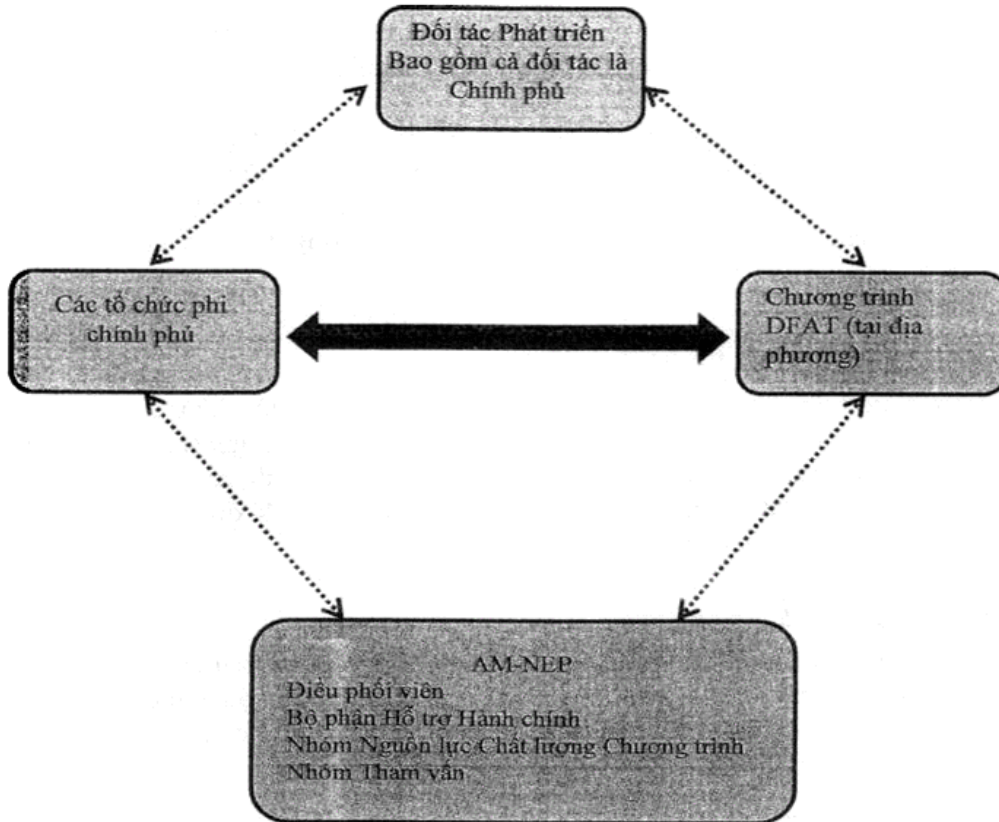 Đối tác Phát triển
Bao gồm cả đối tác là
Chính phủ
Các tổ chức phi
chính phủ
Chương trình
DFAT (tại địa
phương)
AM-NEP
Điều phối viên
Bộ phận Hỗ trợ Hành chính
Nhóm Nguồn lực Chất lượng Chương trình
Nhóm Tham vấn